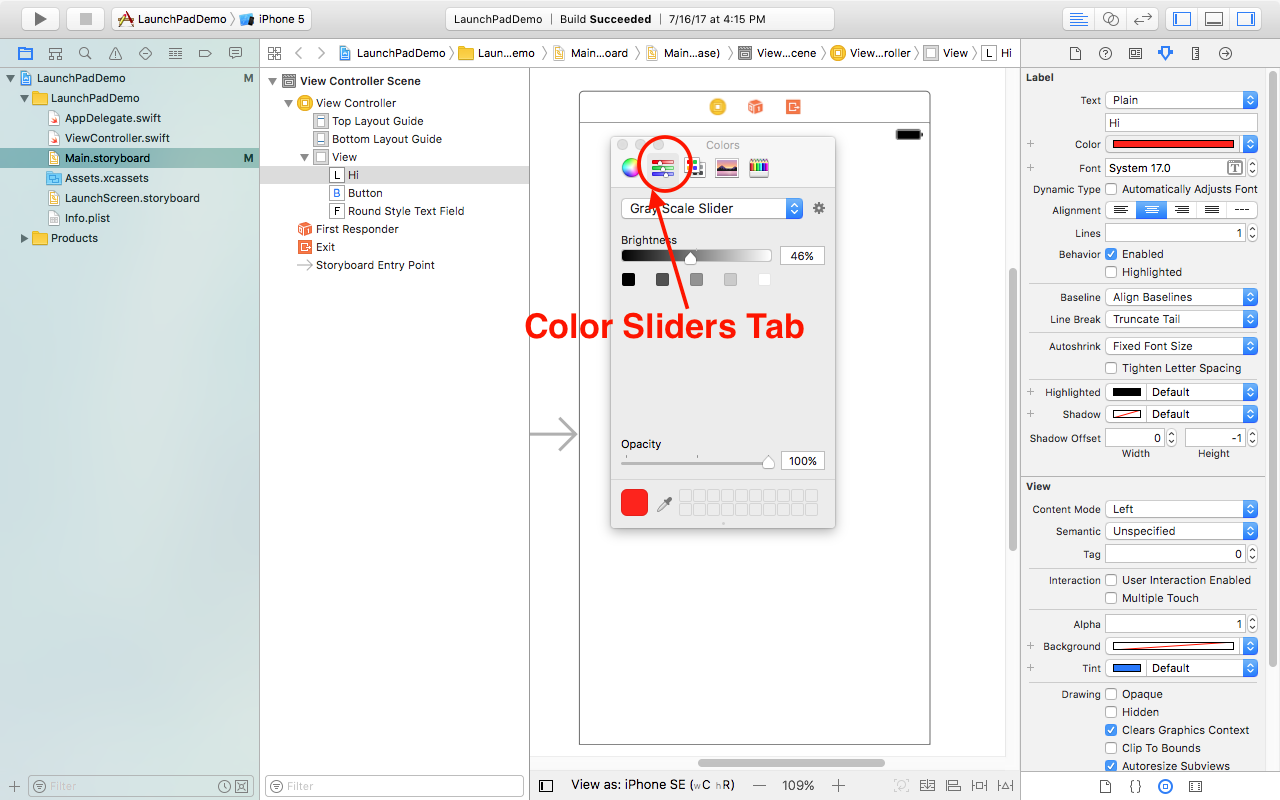 LaunchPadDemo iPhone 5
LaunchPadDemo | Build Succeeded | 7/16/17 at 4:15 PM
LaunchPadDemo Laun...emo Main...oard Main...ase) View...cene View...roller View L Hi
LaunchPadDemo M
LaunchPadDemo
AppDelegate.swift
ViewController.swift
Main.storyboard M
Assets.xcassets
LaunchScreen.storyboard
Info.plist
Products
Filter
View Controller Scene
View Controller
Top Layout Guide
Bottom Layout Guide
View
L Hi
B Button
F Round Style Text Field
First Responder
Exit
Storyboard Entry Point
Filter
Colors
Gray Scale Slider
Brightness
46%
Color Sliders Tab
Opacity
100%
View as: iPhone SE (wC hR) — 109% +
Label
Text Plain
Hi
Color
Font System 17.0 T
Dynamic Type Automatically Adjusts Font
Alignment
Lines 1
Behavior Enabled
Highlighted
Baseline Align Baselines
Line Break Truncate Tail
Autoshrink Fixed Font Size
Tighten Letter Spacing
Highlighted Default
Shadow Default
Shadow Offset 0 -1
Width Height
View
Content Mode Left
Semantic Unspecified
Tag 0
Interaction User Interaction Enabled
Multiple Touch
Alpha 1
Background
Tint Default
Drawing Opaque
Hidden
Clears Graphics Context
Clip To Bounds
Autoresize Subviews